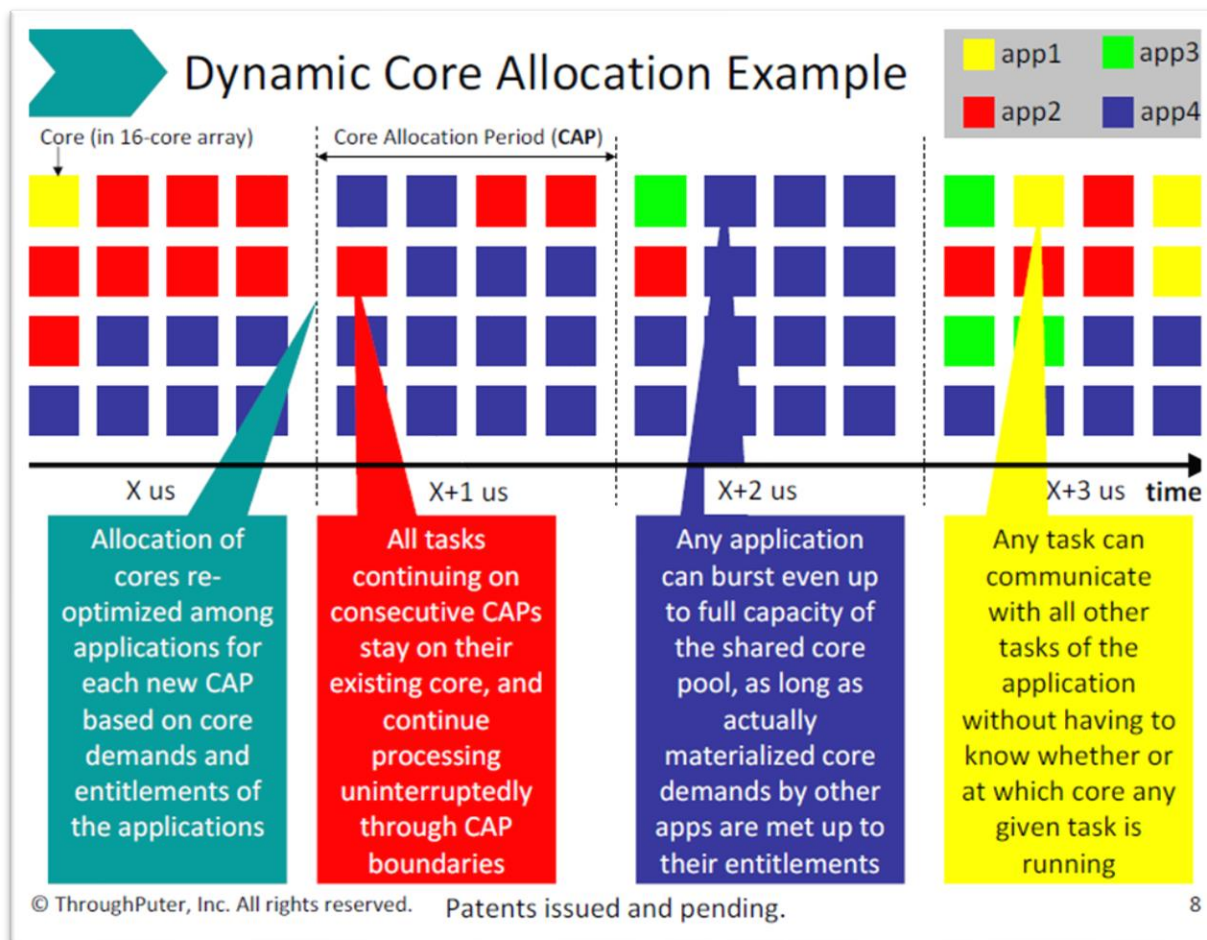 Dynamic Core Allocation Example
app1
app3
app2
app4
Core (in 16-core array)
Core Allocation Period (CAP)
X us
X+1 us
X+2 us
X+3 us
time
Allocation of
cores re-
optimized among
applications for
each new CAP
based on core
demands and
entitlements of
the applications
All tasks
continuing on
consecutive CAPs
stay on their
existing core, and
continue
processing
uninterruptedly
through CAP
boundaries
Any application
can burst even up
to full capacity of
the shared core
pool, as long as
actually
materialized core
demands by other
apps are met up to
their entitlements
Any task can
communicate
with all other
tasks of the
application
without having to
know whether or
at which core any
given task is
running
© ThroughPuter, Inc. All rights reserved.
Patents issued and pending.
8